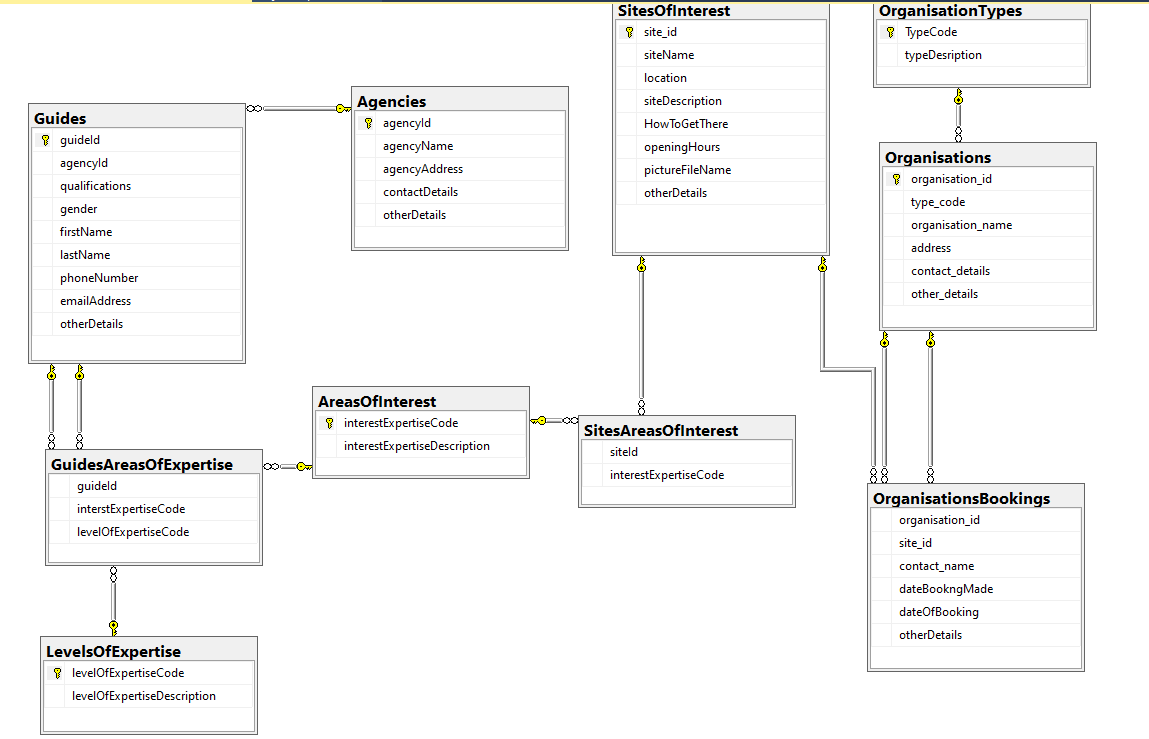 Guides
guideId
agencyId
qualifications
gender
firstName
lastName
phoneNumber
emailAddress
otherDetails
Agencies
agencyId
agencyName
agencyAddress
contactDetails
otherDetails
SitesOfInterest
site_id
siteName
location
siteDescription
HowToGetThere
openingHours
pictureFileName
otherDetails
OrganisationTypes
TypeCode
typeDesription
Organisations
organisation_id
type_code
organisation_name
address
contact_details
other_details
AreasOfInterest
interestExpertiseCode
interestExpertiseDescription
SitesAreasOfInterest
siteId
interestExpertiseCode
GuidesAreasOfExpertise
guideId
interstExpertiseCode
levelOfExpertiseCode
OrganisationsBookings
organisation_id
site_id
contact_name
dateBookngMade
dateOfBooking
otherDetails
LevelsOfExpertise
levelOfExpertiseCode
levelOfExpertiseDescription